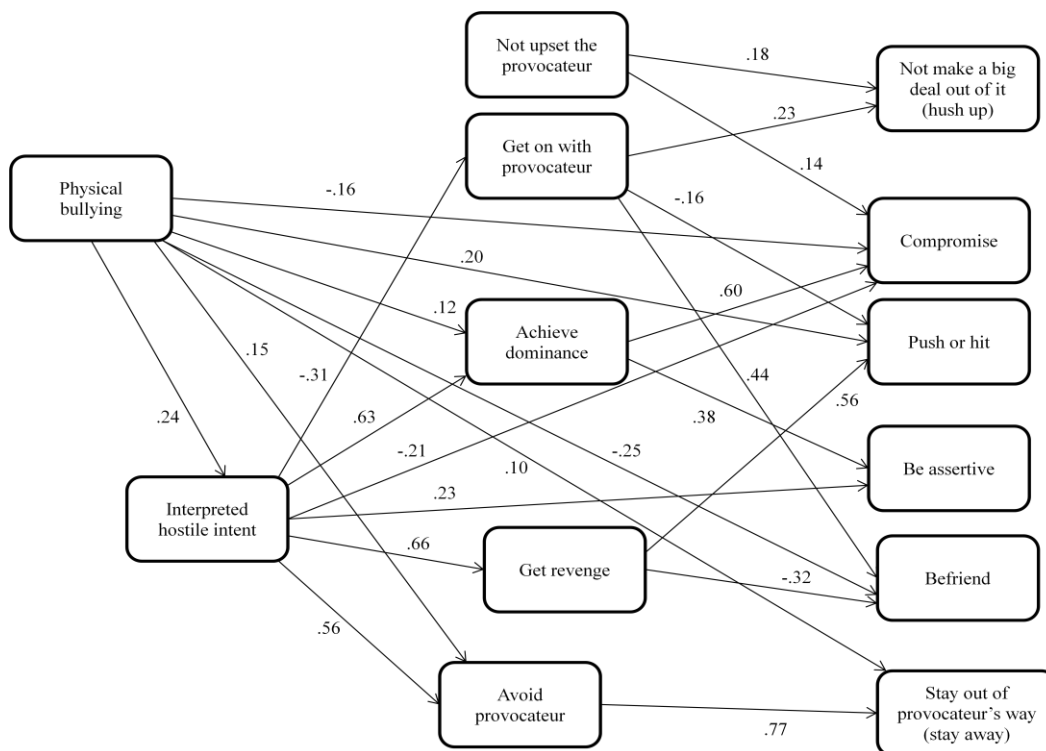 Not upset the
provocateur
.18
Not make a big
deal out of it
(hush up)
.23
Get on with
provocateur
.14
Physical
bullying
-.16
-.16
Compromise
.20
.60
.12
Achieve
dominance
Push or hit
.15
-.31
.44
.56
.24
.63
.38
-.21
-.25
.10
Be assertive
.23
Interpreted
hostile intent
.66
Get revenge
-.32
Befriend
.56
Avoid
provocateur
.77
Stay out of
provocateur's way
(stay away)